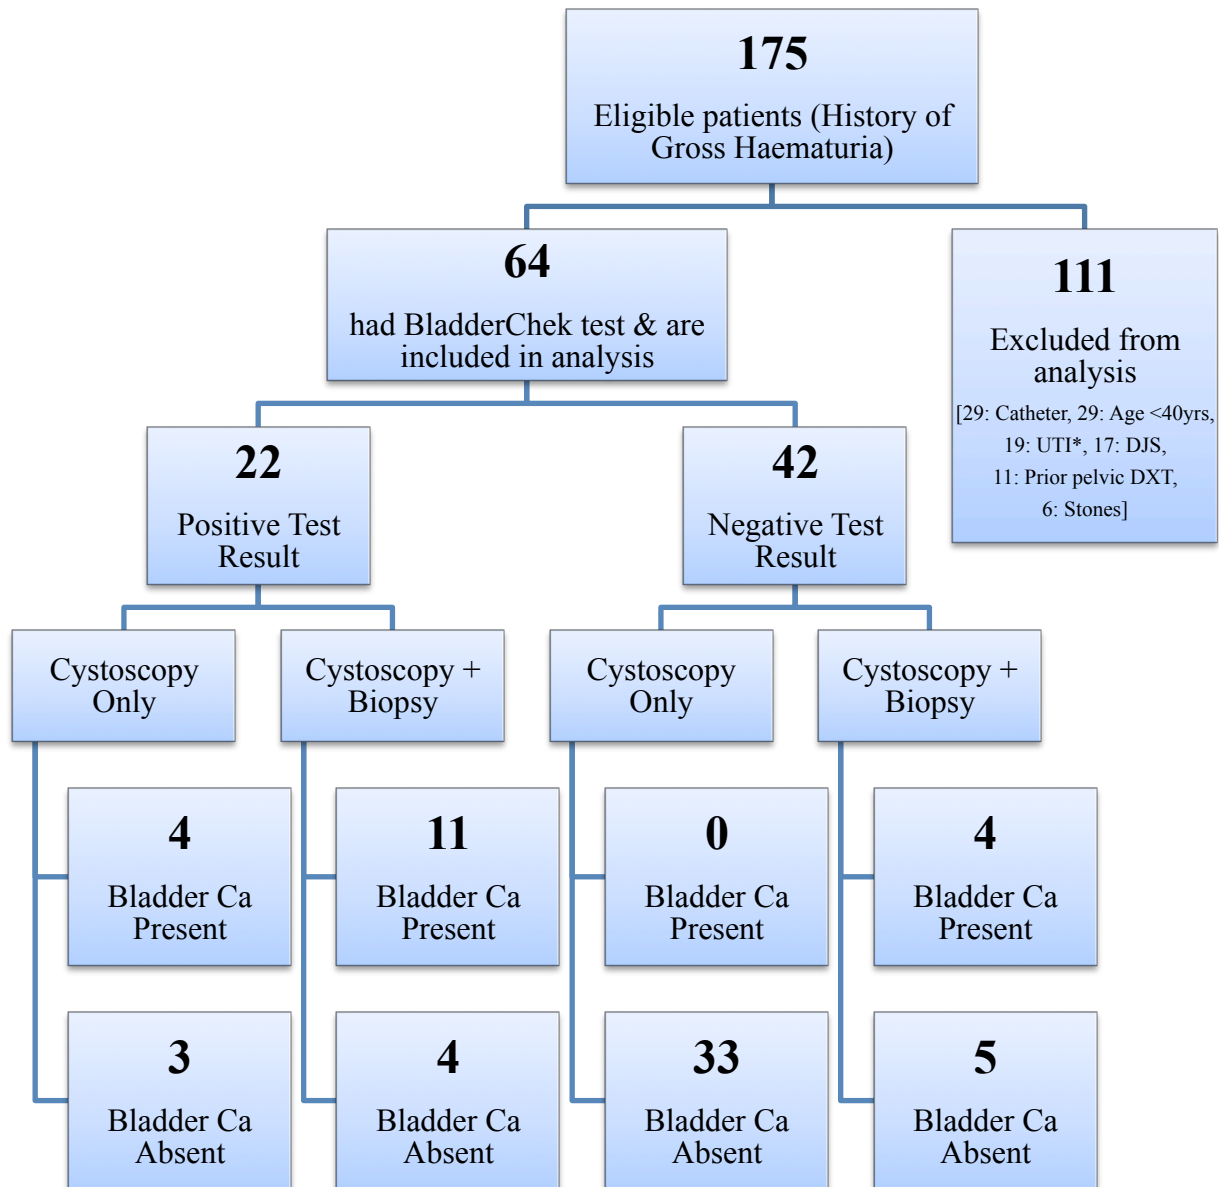 175
Eligible patients (History of
Gross Haematuria)
64
had BladderChek test & are
included in analysis
111
Excluded from
analysis
[29: Catheter, 29: Age <40yrs,
19: UTI*, 17: DJS,
11: Prior pelvic DXT,
6: Stones]
22
Positive Test
Result
42
Negative Test
Result
Cystoscopy
Only
Cystoscopy +
Biopsy
Cystoscopy
Only
Cystoscopy +
Biopsy
4
Bladder Ca
Present
11
Bladder Ca
Present
0
Bladder Ca
Present
4
Bladder Ca
Present
3
Bladder Ca
Absent
4
Bladder Ca
Absent
33
Bladder Ca
Absent
5
Bladder Ca
Absent